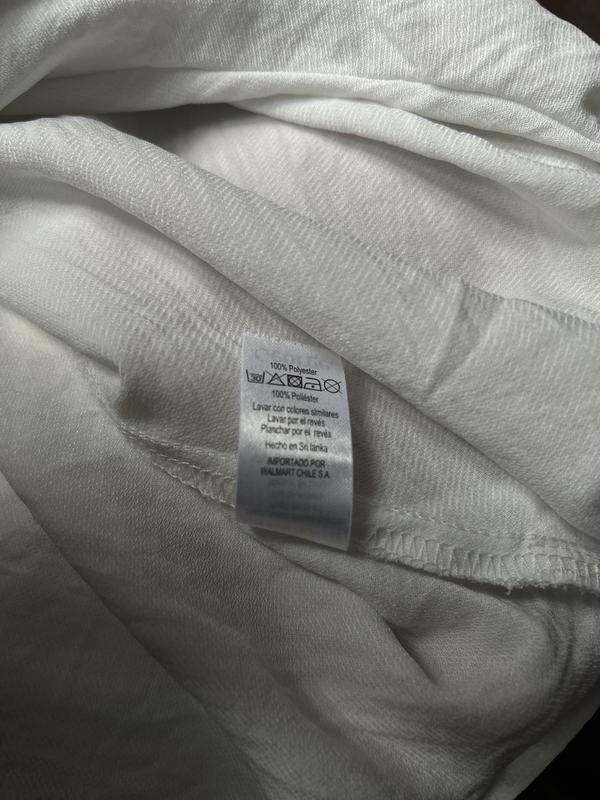 100% Polyester
30
100% Poliéster
Lavar con colores similares
Lavar por el revés
Planchar por el revés
Hecho en Sri lanka
IMPORTADO POR
WALMART CHILE S.A.